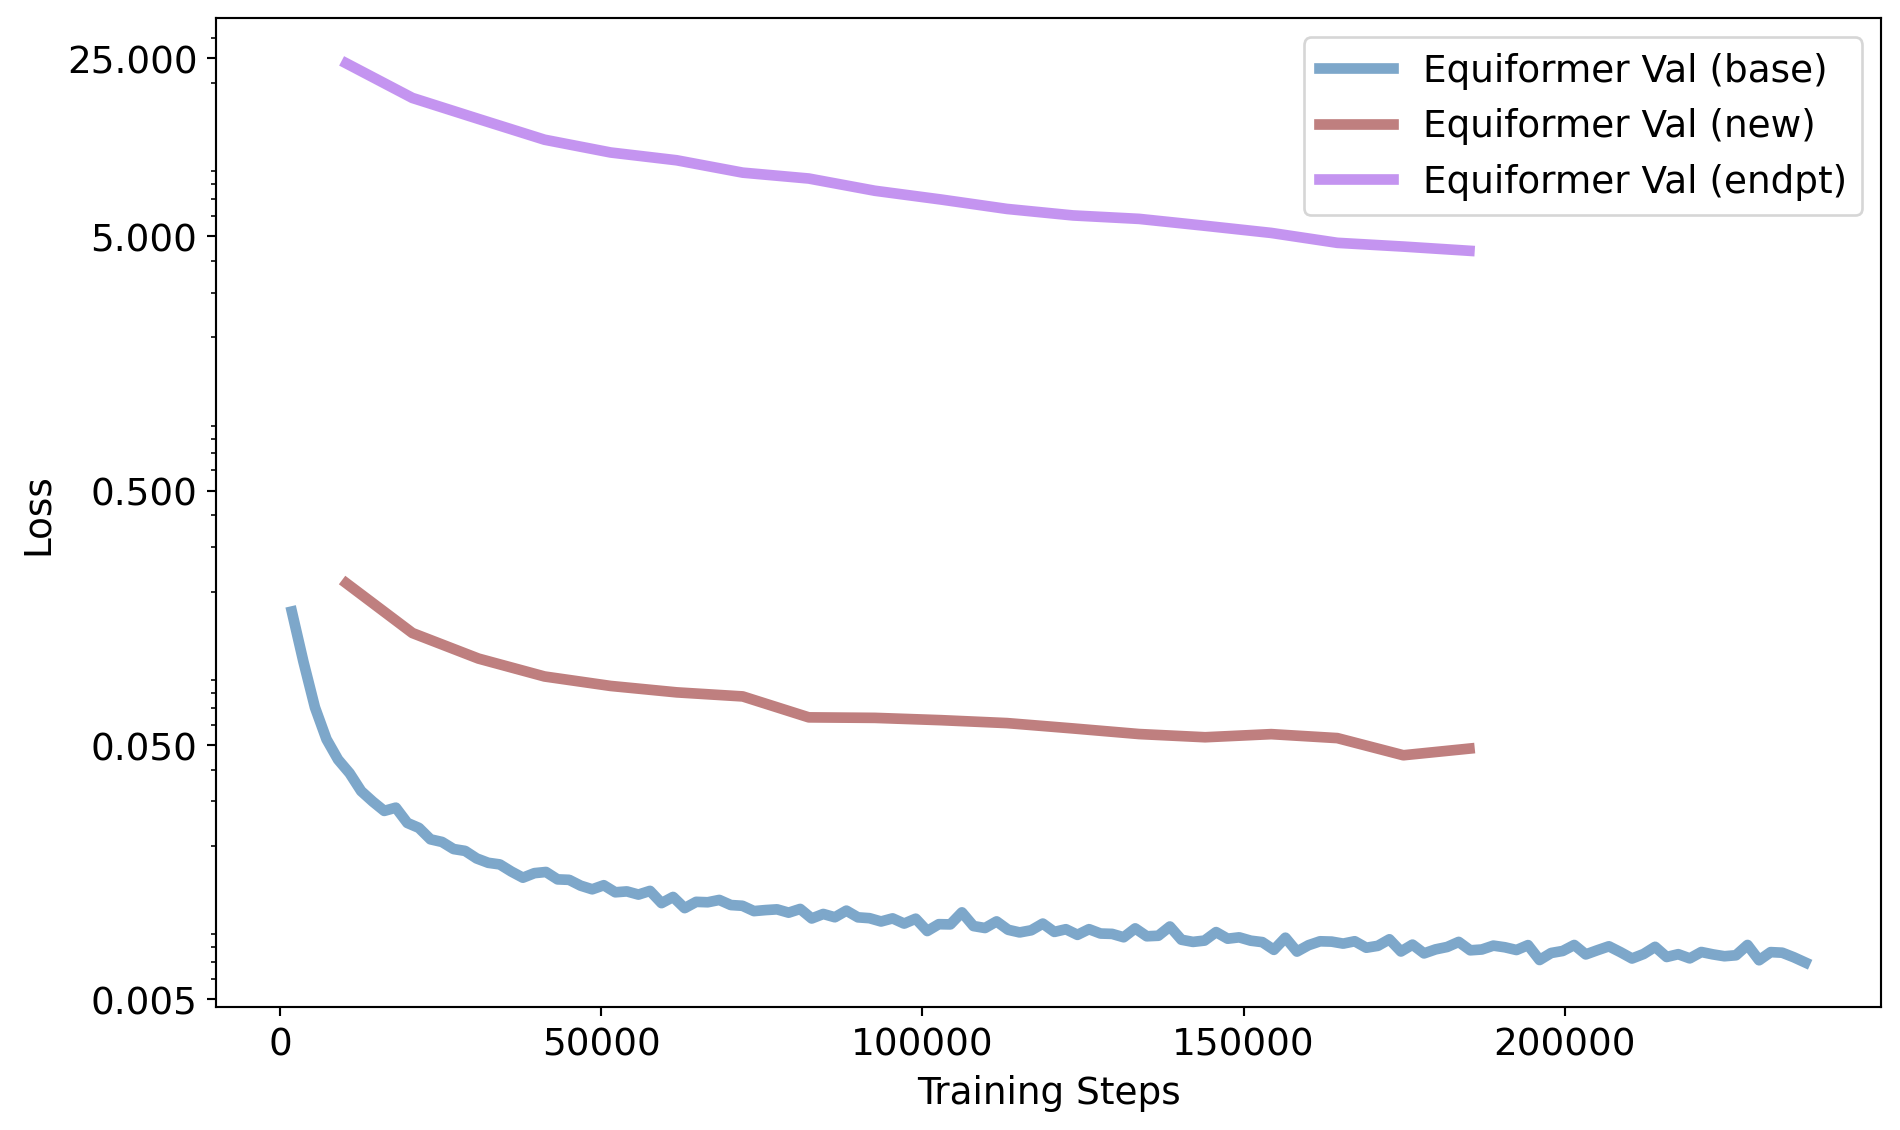 25.000
5.000
0.500
0.050
0.005
Loss
Equiformer Val (base)
Equiformer Val (new)
Equiformer Val (endpt)
0
50000
100000
150000
200000
Training Steps